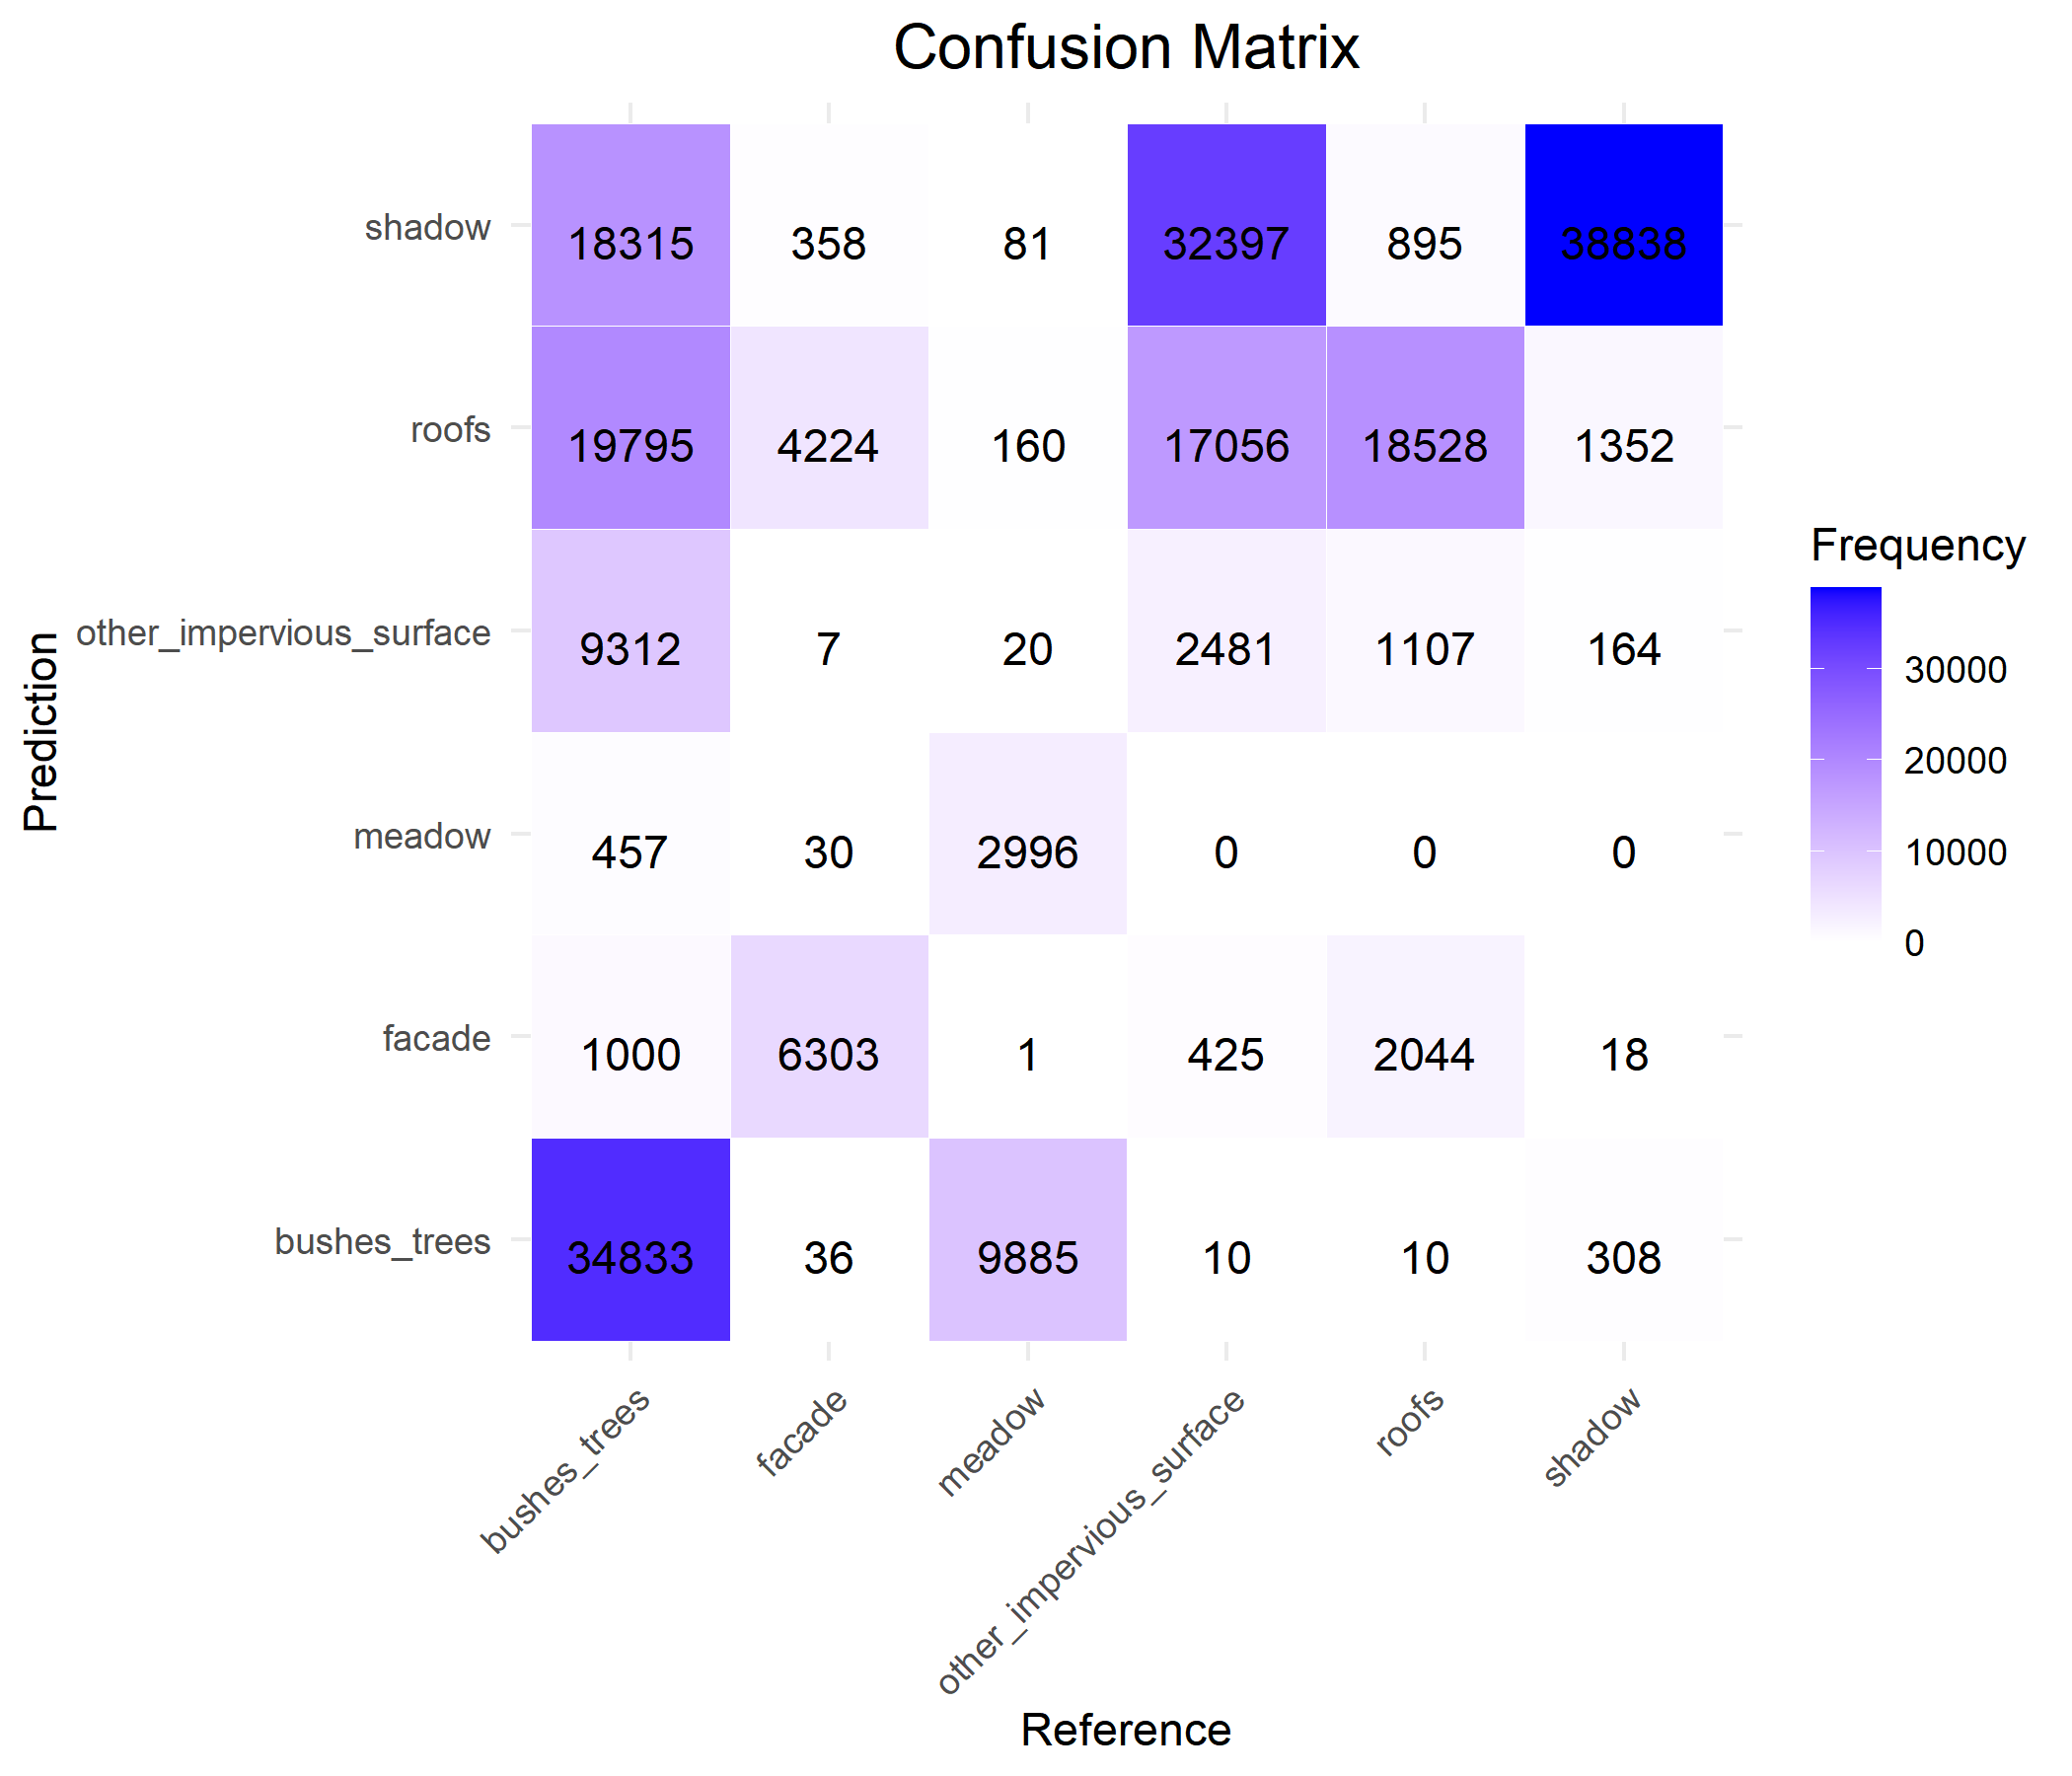 Confusion Matrix
shadow 18315 358 81 32397 895 38838
roofs 19795 4224 160 17056 18528 1352
other_impervious_surface 9312 7 20 2481 1107 164
meadow 457 30 2996 0 0 0
facade 1000 6303 1 425 2044 18
bushes_trees 34833 36 9885 10 10 308
bushes_trees facade meadow other_impervious_surface roofs shadow
Reference
Prediction
Frequency
30000
20000
10000
0